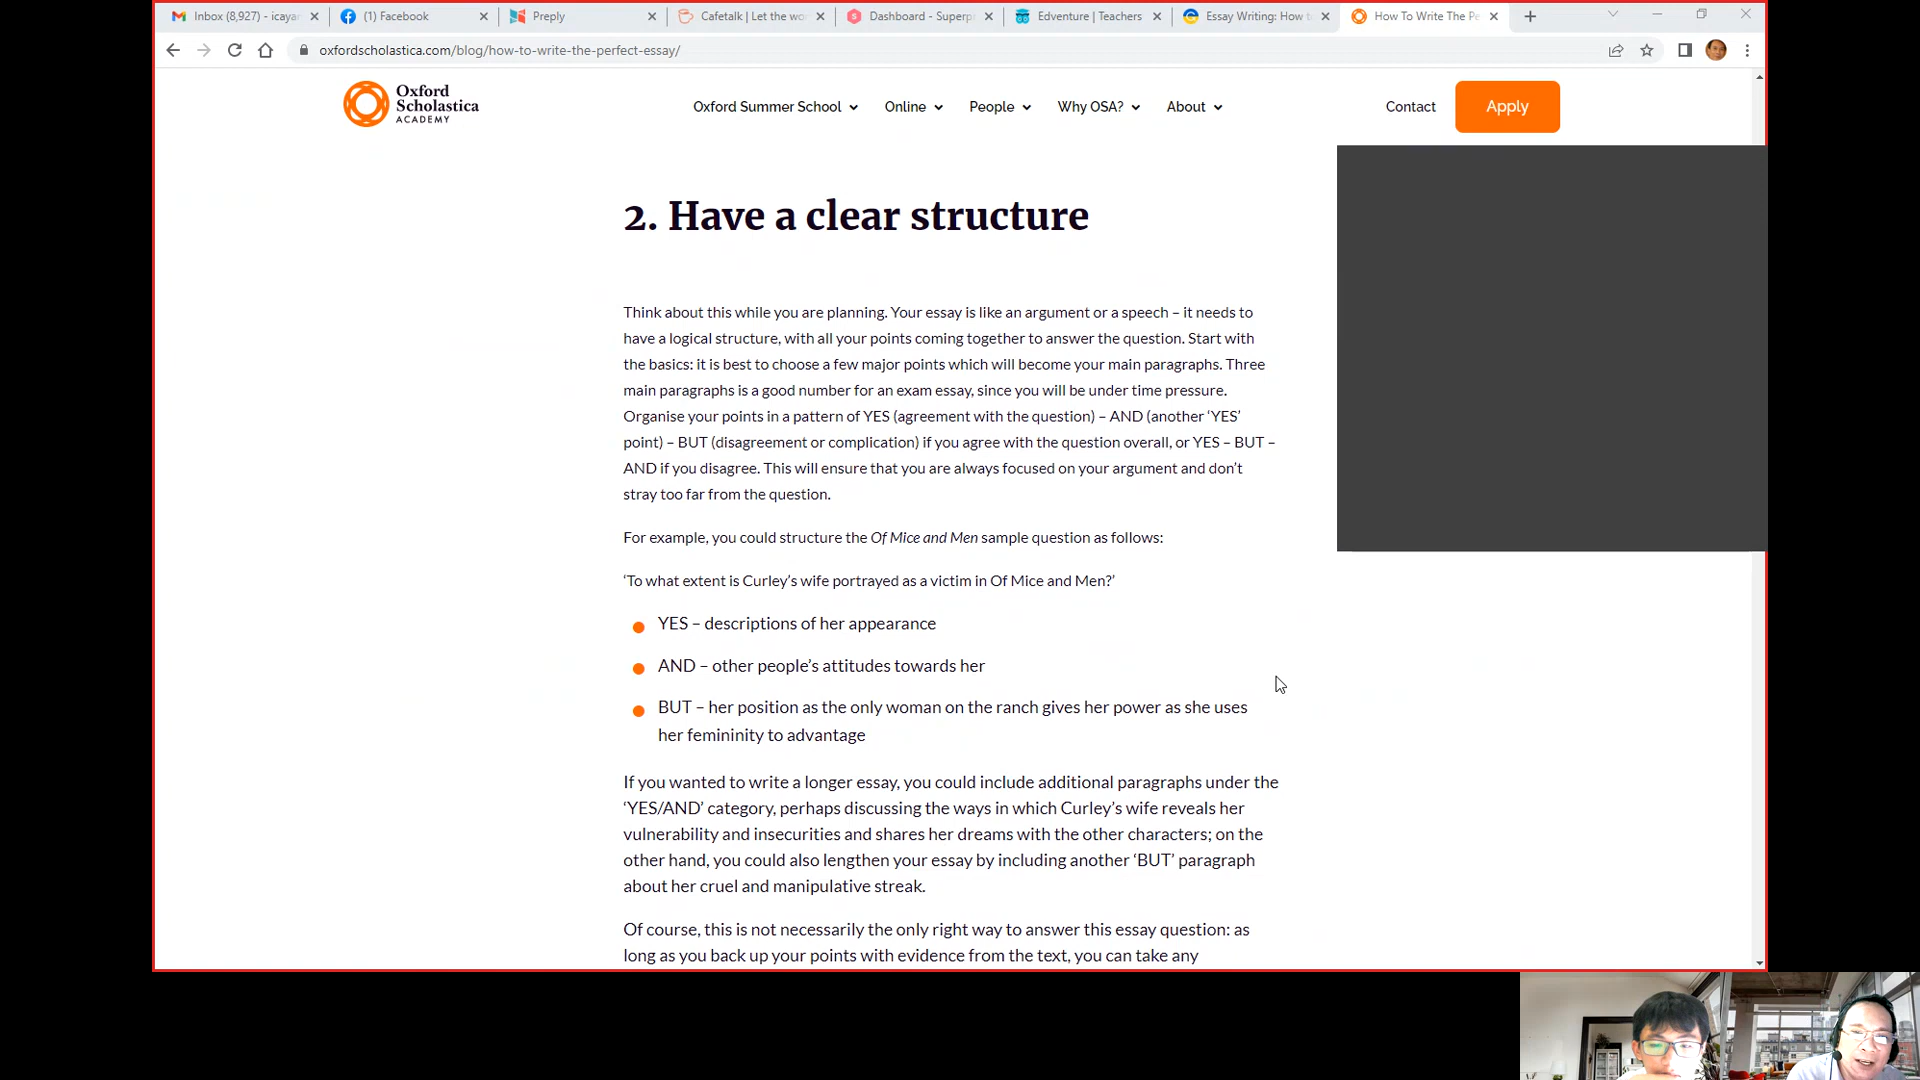 Inbox (8,927) - icayar
(1) Facebook
Preply
Cafetalk | Let the wo
Dashboard - Superp
Edventure | Teachers
Essay Writing: How t
How To Write The Pe
oxfordscholastica.com/blog/how-to-write-the-perfect-essay/
Oxford
Scholastica
ACADEMY
Oxford Summer School
Online
People
Why OSA?
About
Contact
Apply
2. Have a clear structure
Think about this while you are planning. Your essay is like an argument or a speech – it needs to
have a logical structure, with all your points coming together to answer the question. Start with
the basics: it is best to choose a few major points which will become your main paragraphs. Three
main paragraphs is a good number for an exam essay, since you will be under time pressure.
Organise your points in a pattern of YES (agreement with the question) – AND (another ‘YES’
point) – BUT (disagreement or complication) if you agree with the question overall, or YES – BUT –
AND if you disagree. This will ensure that you are always focused on your argument and don’t
stray too far from the question.
For example, you could structure the Of Mice and Men sample question as follows:
‘To what extent is Curley’s wife portrayed as a victim in Of Mice and Men?’
YES – descriptions of her appearance
AND – other people’s attitudes towards her
BUT – her position as the only woman on the ranch gives her power as she uses
her femininity to advantage
If you wanted to write a longer essay, you could include additional paragraphs under the
‘YES/AND’ category, perhaps discussing the ways in which Curley’s wife reveals her
vulnerability and insecurities and shares her dreams with the other characters; on the
other hand, you could also lengthen your essay by including another ‘BUT’ paragraph
about her cruel and manipulative streak.
Of course, this is not necessarily the only right way to answer this essay question: as
long as you back up your points with evidence from the text, you can take any